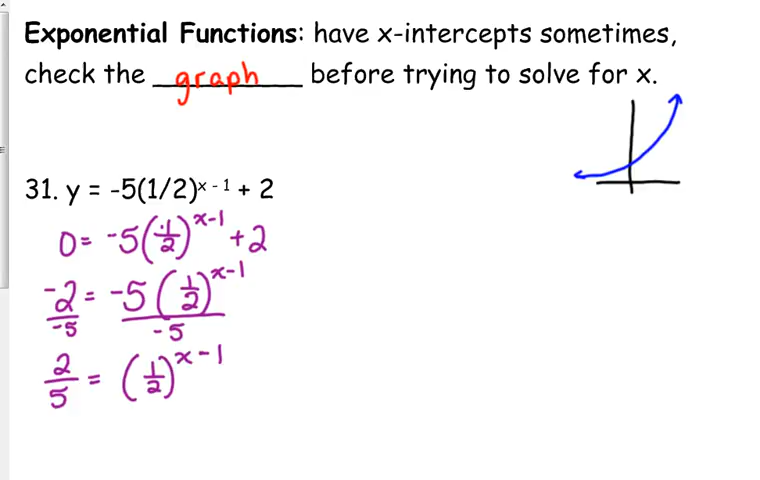 Exponential Functions: have x-intercepts sometimes,
check the graph before trying to solve for x.
31. y = -5(1/2)^(x - 1) + 2
0 = -5(1/2)^(x-1) + 2
-2/-5 = -5(1/2)^(x-1)/-5
2/5 = (1/2)^(x-1)